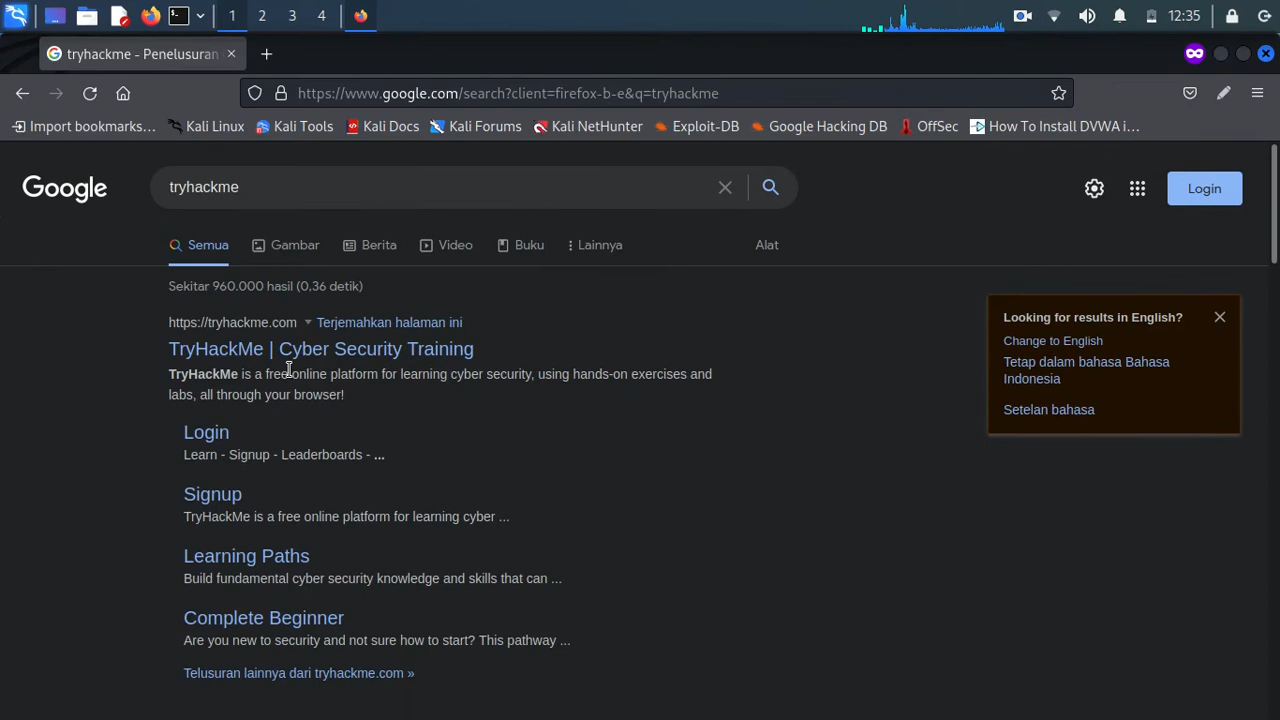 1 2 3 4 12:35
tryhackme - Penelusuran
https://www.google.com/search?client=firefox-b-e&q=tryhackme
Import bookmarks… Kali Linux Kali Tools Kali Docs Kali Forums Kali NetHunter Exploit-DB Google Hacking DB OffSec How To Install DVWA i…
Google tryhackme Login
Semua Gambar Berita Video Buku Lainnya Alat
Sekitar 960.000 hasil (0,36 detik)
https://tryhackme.com Terjemahkan halaman ini
TryHackMe | Cyber Security Training
TryHackMe is a free online platform for learning cyber security, using hands-on exercises and
labs, all through your browser!
Login
Learn - Signup - Leaderboards - ...
Signup
TryHackMe is a free online platform for learning cyber ...
Learning Paths
Build fundamental cyber security knowledge and skills that can ...
Complete Beginner
Are you new to security and not sure how to start? This pathway ...
Telusuran lainnya dari tryhackme.com »
Looking for results in English?
Change to English
Tetap dalam bahasa Bahasa
Indonesia
Setelan bahasa